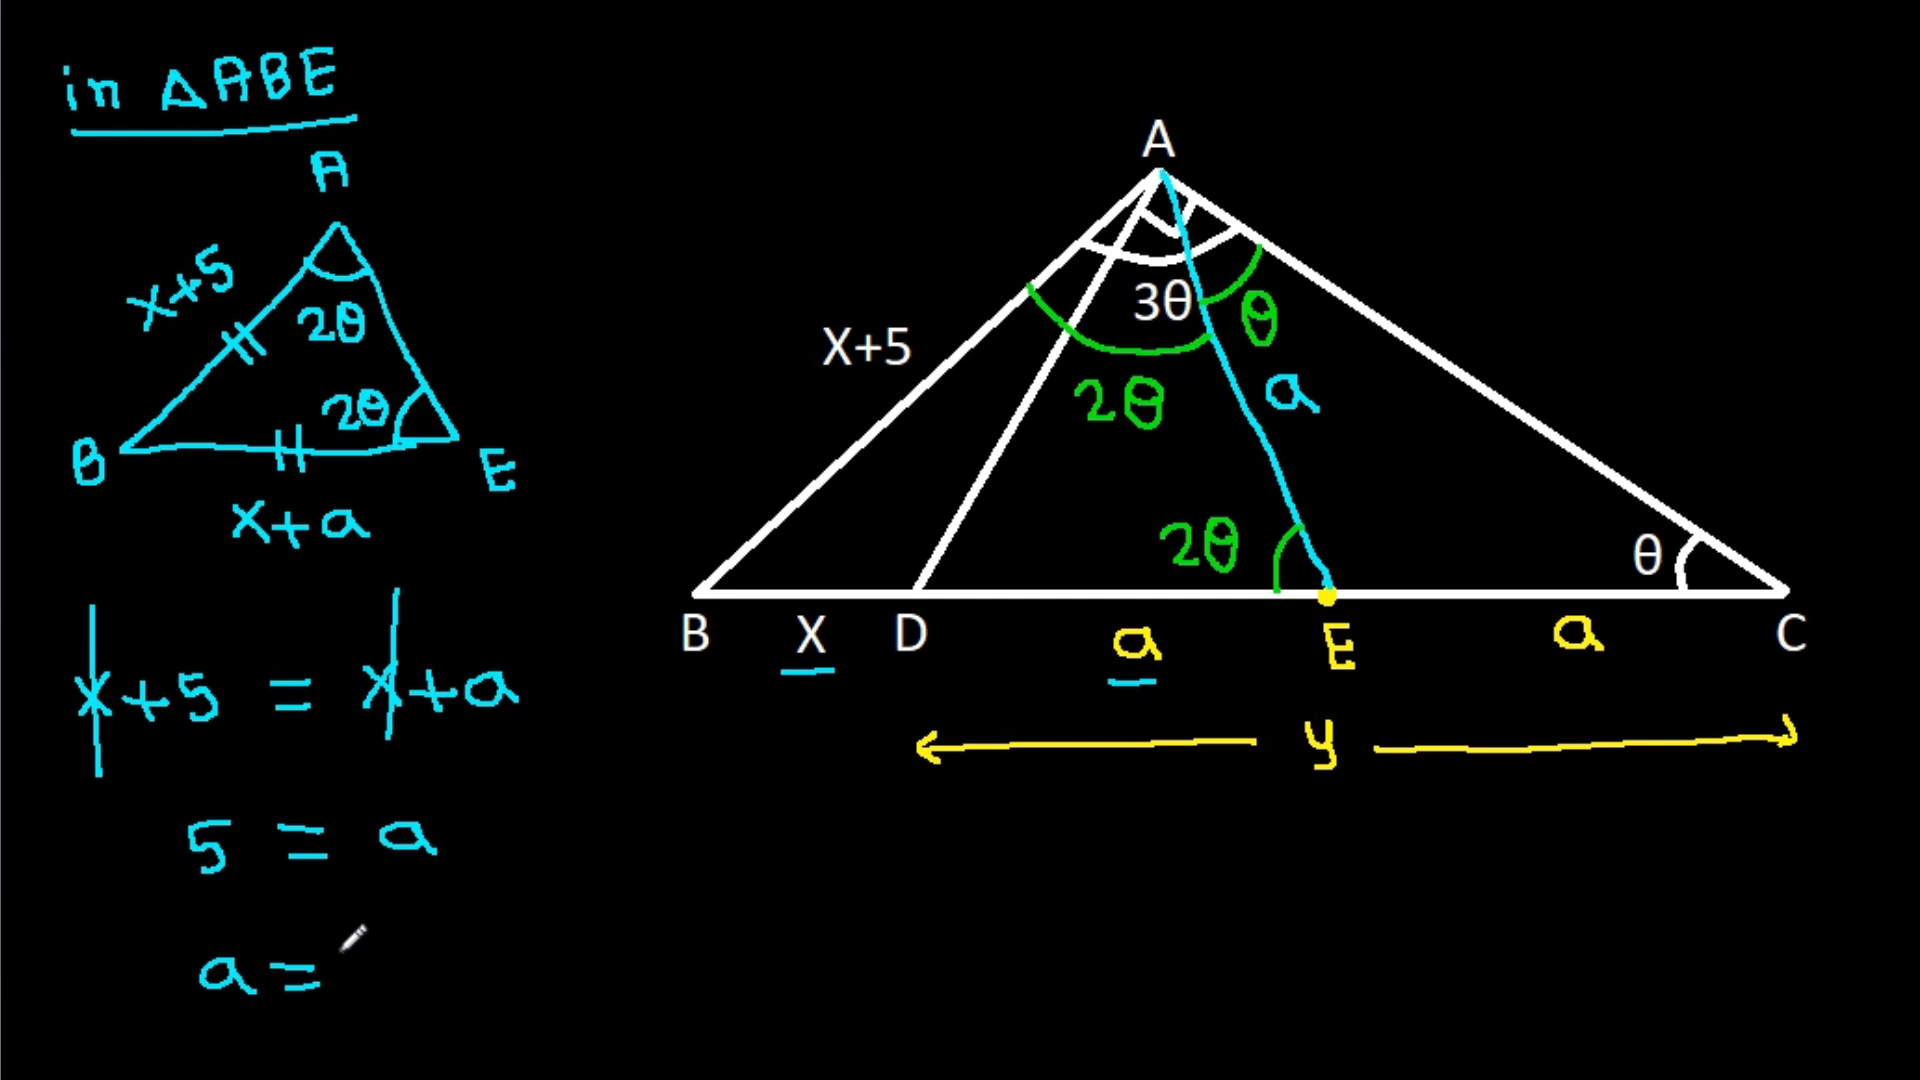 in ΔABE
A
x+5
2θ
2θ
B
E
x+a
x+5 = x+a
5 = a
a=
A
3θ
θ
X+5
a
2θ
2θ
θ
B
X
D
a
E
a
C
y